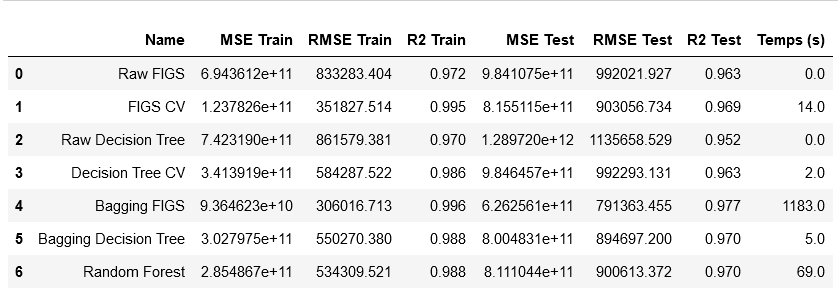 Name MSE Train RMSE Train R2 Train MSE Test RMSE Test R2 Test Temps (s)
0 Raw FIGS 6.943612e+11 833283.404 0.972 9.841075e+11 992021.927 0.963 0.0
1 FIGS CV 1.237826e+11 351827.514 0.995 8.155115e+11 903056.734 0.969 14.0
2 Raw Decision Tree 7.423190e+11 861579.381 0.970 1.289720e+12 1135658.529 0.952 0.0
3 Decision Tree CV 3.413919e+11 584287.522 0.986 9.846457e+11 992293.131 0.963 2.0
4 Bagging FIGS 9.364623e+10 306016.713 0.996 6.262561e+11 791363.455 0.977 1183.0
5 Bagging Decision Tree 3.027975e+11 550270.380 0.988 8.004831e+11 894697.200 0.970 5.0
6 Random Forest 2.854867e+11 534309.521 0.988 8.111044e+11 900613.372 0.970 69.0